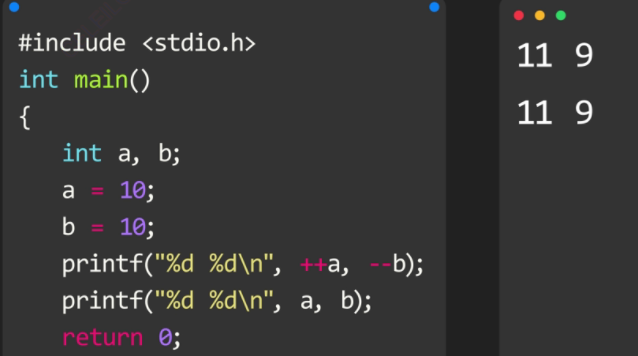 #include <stdio.h>
int main()
{
    int a, b;
    a = 10;
    b = 10;
    printf("%d %d\n", ++a, --b);
    printf("%d %d\n", a, b);
    return 0;
11 9
11 9